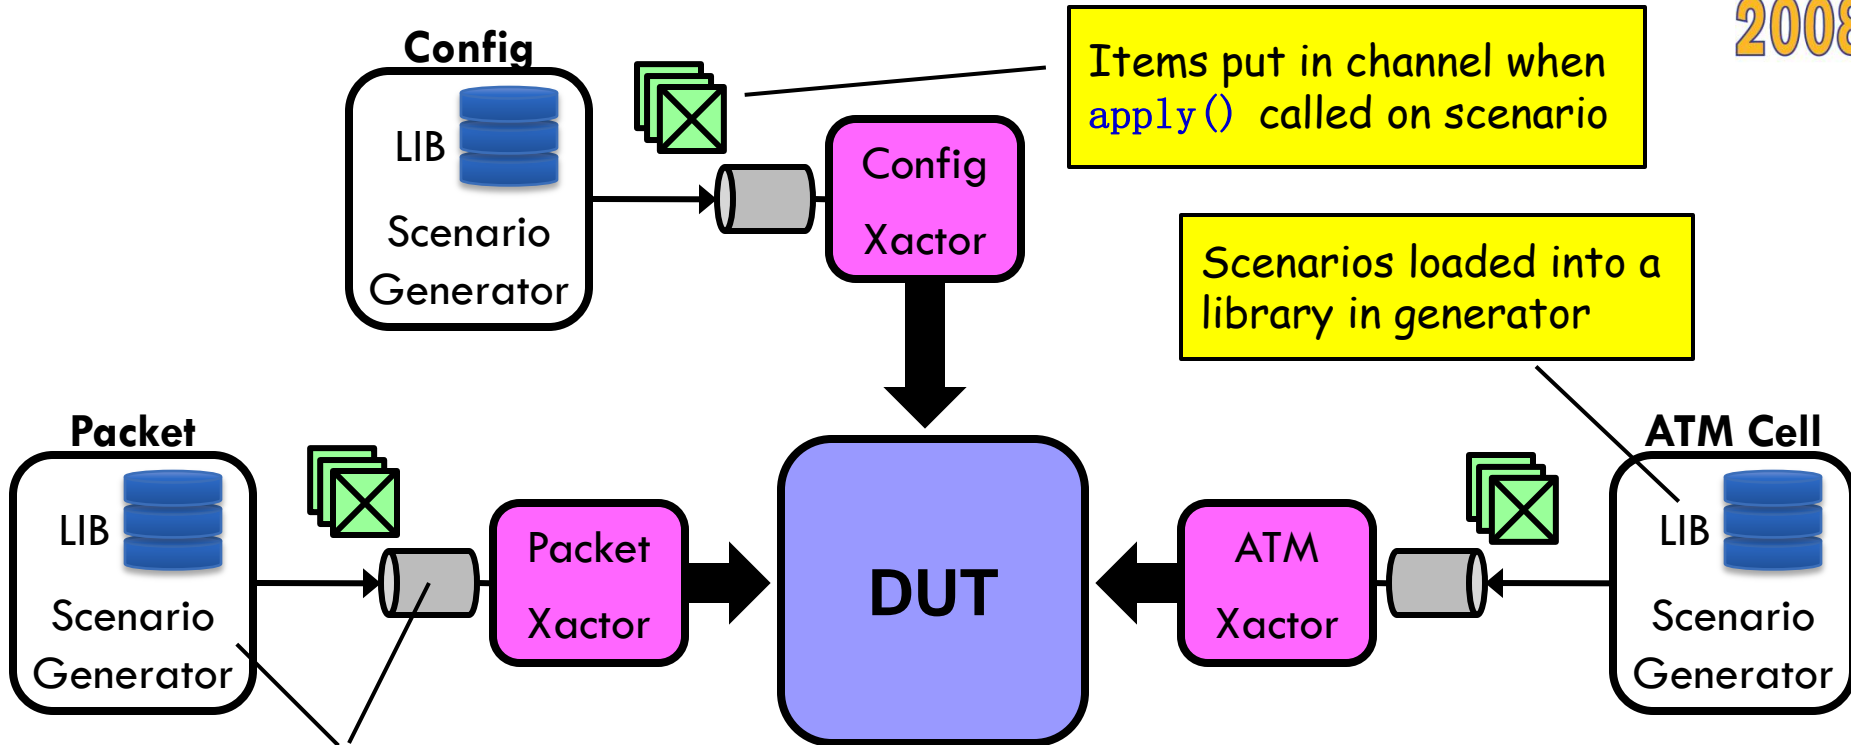 2008
Config
LIB
Scenario
Generator
Config
Xactor
Items put in channel when
apply() called on scenario
Scenarios loaded into a
library in generator
Packet
LIB
Scenario
Generator
Packet
Xactor
DUT
ATM
Xactor
ATM Cell
LIB
Scenario
Generator